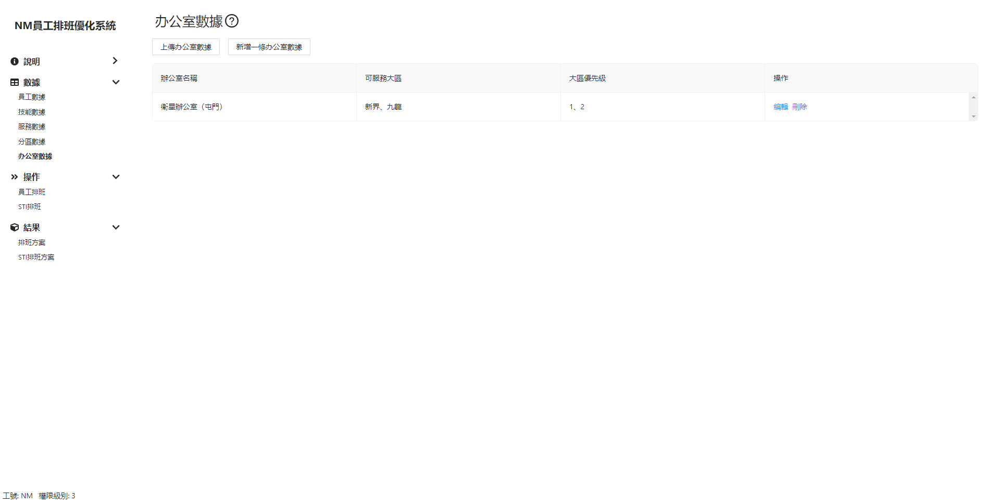 NM員工排班優化系統
說明
數據
員工數據
技能數據
服務數據
分區數據
办公室數據
操作
員工排班
STI排班
結果
排班方案
STI排班方案
工號: NM 權限級別: 3
办公室數據
上傳办公室數據 新增一條办公室數據
辦公室名稱 可服務大區 大區優先級 操作
衛星辦公室（屯門） 新界、九龍 1、2 編輯 刪除